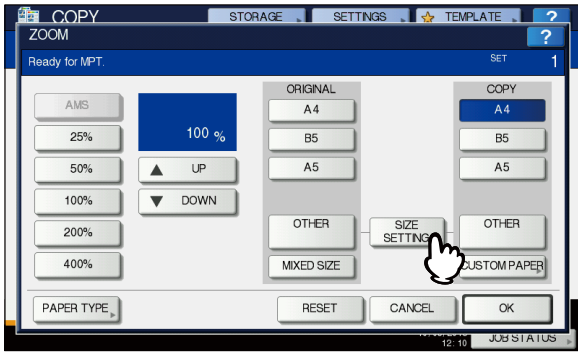 COPY
STORAGE
SETTINGS
TEMPLATE
?
ZOOM
?
Ready for MPT.
SET 1
ORIGINAL
COPY
AMS
25%
50%
100%
200%
400%
100 %
UP
DOWN
A4
B5
A5
OTHER
MIXED SIZE
SIZE
SETTING
A4
B5
A5
OTHER
CUSTOM PAPER
PAPER TYPE
RESET
CANCEL
OK
12:10
JOB STATUS